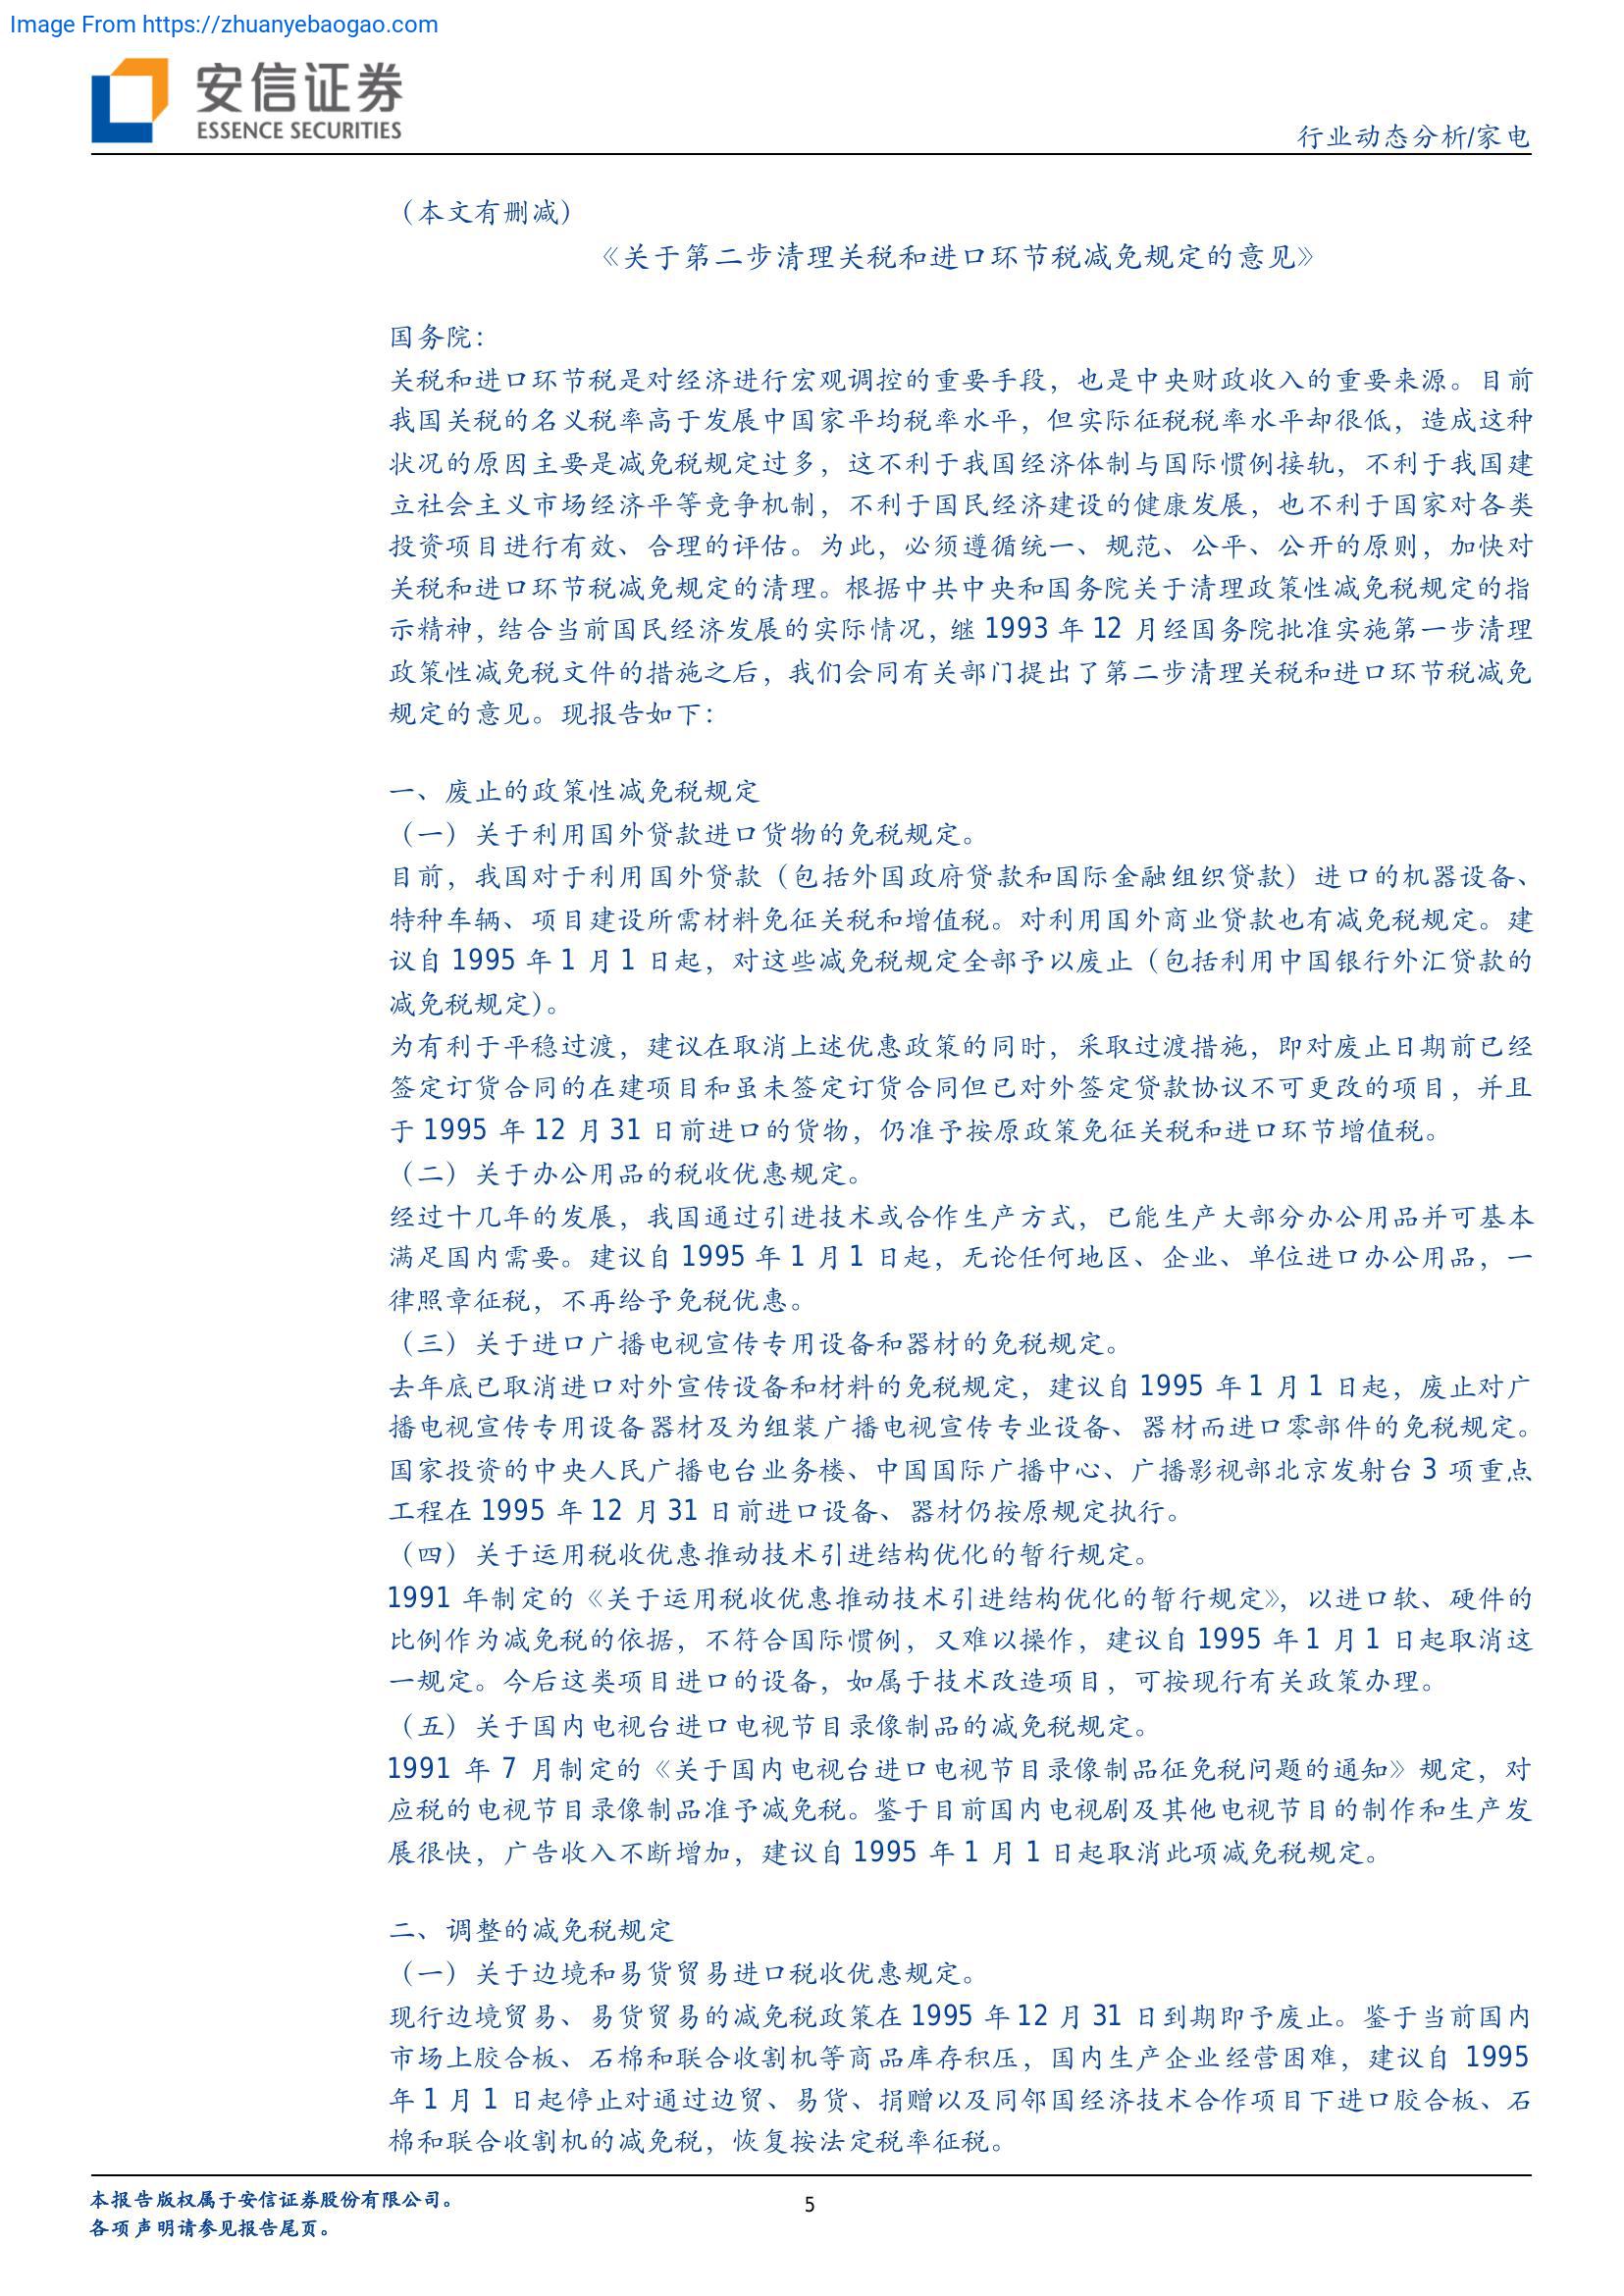 Image From https://zhuanyebaogao.com
安信证券
ESSENCE SECURITIES
行业动态分析/家电
（本文有删减）
《关于第二步清理关税和进口环节税减免规定的意见》
国务院：
关税和进口环节税是对经济进行宏观调控的重要手段，也是中央财政收入的重要来源。目前
我国关税的名义税率高于发展中国家平均税率水平，但实际征税税率水平却很低，造成这种
状况的原因主要是减免税规定过多，这不利于我国经济体制与国际惯例接轨，不利于我国建
立社会主义市场经济平等竞争机制，不利于国民经济建设的健康发展，也不利于国家对各类
投资项目进行有效、合理的评估。为此，必须遵循统一、规范、公平、公开的原则，加快对
关税和进口环节税减免规定的清理。根据中共中央和国务院关于清理政策性减免税规定的指
示精神，结合当前国民经济发展的实际情况，继 1993 年 12 月经国务院批准实施第一步清理
政策性减免税文件的措施之后，我们会同有关部门提出了第二步清理关税和进口环节税减免
规定的意见。现报告如下：
一、废止的政策性减免税规定
（一）关于利用国外贷款进口货物的免税规定。
目前，我国对于利用国外贷款（包括外国政府贷款和国际金融组织贷款）进口的机器设备、
特种车辆、项目建设所需材料免征关税和增值税。对利用国外商业贷款也有减免税规定。建
议自 1995 年 1 月 1 日起，对这些减免税规定全部予以废止（包括利用中国银行外汇贷款的
减免税规定）。
为有利于平稳过渡，建议在取消上述优惠政策的同时，采取过渡措施，即对废止日期前已经
签定订货合同的在建项目和虽未签定订货合同但已对外签定贷款协议不可更改的项目，并且
于 1995 年 12 月 31 日前进口的货物，仍准予按原政策免征关税和进口环节增值税。
（二）关于办公用品的税收优惠规定。
经过十几年的发展，我国通过引进技术或合作生产方式，已能生产大部分办公用品并可基本
满足国内需要。建议自 1995 年 1 月 1 日起，无论任何地区、企业、单位进口办公用品，一
律照章征税，不再给予免税优惠。
（三）关于进口广播电视宣传专用设备和器材的免税规定。
去年底已取消进口对外宣传设备和材料的免税规定，建议自 1995 年 1 月 1 日起，废止对广
播电视宣传专用设备器材及为组装广播电视宣传专业设备、器材而进口零部件的免税规定。
国家投资的中央人民广播电台业务楼、中国国际广播中心、广播影视部北京发射台 3 项重点
工程在 1995 年 12 月 31 日前进口设备、器材仍按原规定执行。
（四）关于运用税收优惠推动技术引进结构优化的暂行规定。
1991 年制定的《关于运用税收优惠推动技术引进结构优化的暂行规定》，以进口软、硬件的
比例作为减免税的依据，不符合国际惯例，又难以操作，建议自 1995 年 1 月 1 日起取消这
一规定。今后这类项目进口的设备，如属于技术改造项目，可按现行有关政策办理。
（五）关于国内电视台进口电视节目录像制品的减免税规定。
1991 年 7 月制定的《关于国内电视台进口电视节目录像制品征免税问题的通知》规定，对
应税的电视节目录像制品准予减免税。鉴于目前国内电视剧及其他电视节目的制作和生产发
展很快，广告收入不断增加，建议自 1995 年 1 月 1 日起取消此项减免税规定。
二、调整的减免税规定
（一）关于边境和易货贸易进口税收优惠规定。
现行边境贸易、易货贸易的减免税政策在 1995 年 12 月 31 日到期即予废止。鉴于当前国内
市场上胶合板、石棉和联合收割机等商品库存积压，国内生产企业经营困难，建议自 1995
年 1 月 1 日起停止对通过边贸、易货、捐赠以及同邻国经济技术合作项目下进口胶合板、石
棉和联合收割机的减免税，恢复按法定税率征税。
本报告版权属于安信证券股份有限公司。
5
各项声明请参见报告尾页。